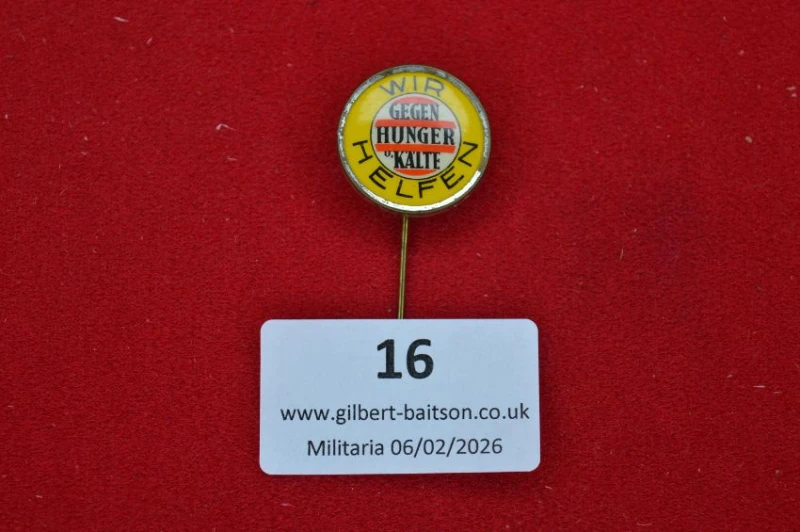 WIR
GEGEN
HUNGER
u. KÄLTE
HELFEN
16
www.gilbert-baitson.co.uk
Militaria 06/02/2026